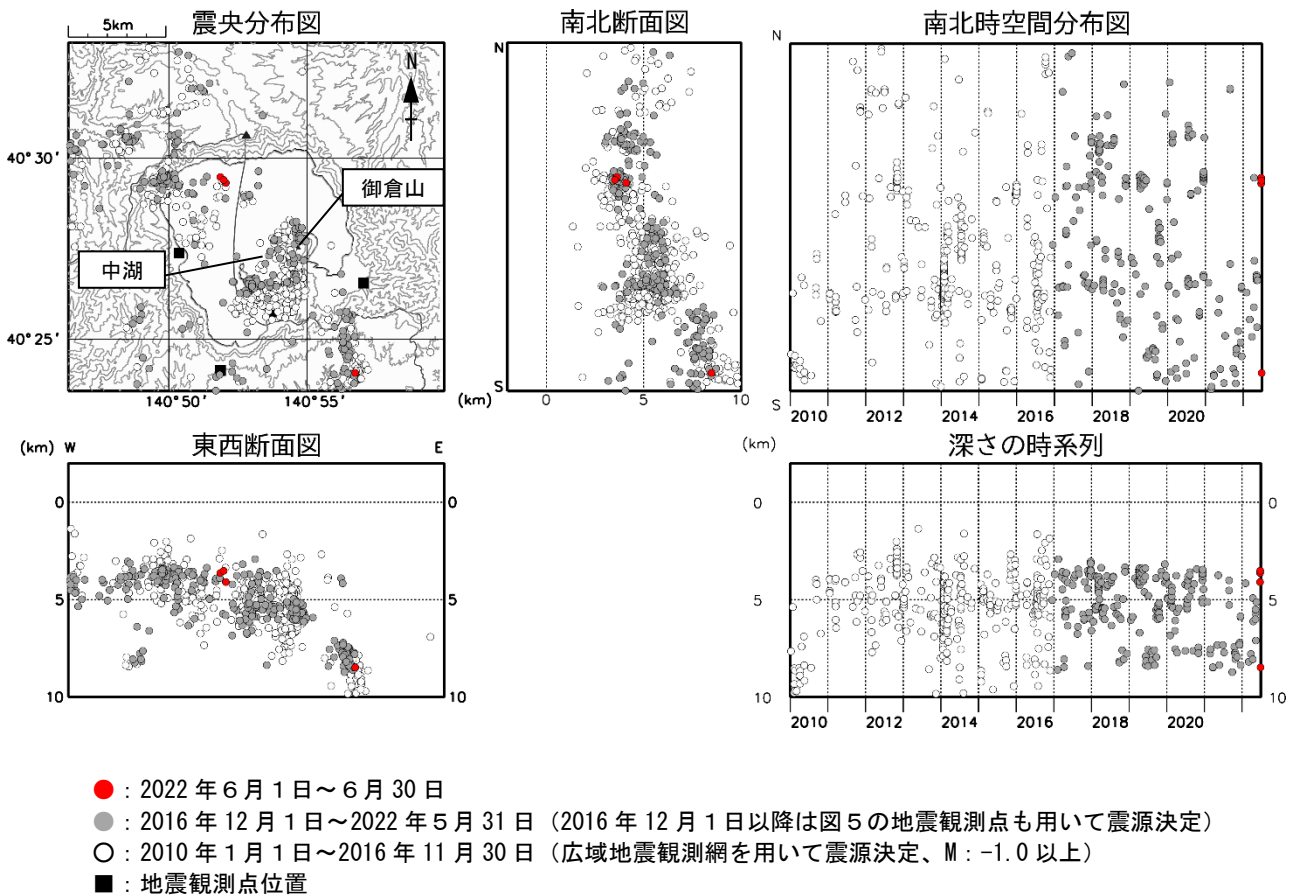 5km
震央分布図
N
40°30′
40°25′
140°50′
140°55′
御倉山
中湖
南北断面図
N
S
(km)
0
5
10
南北時空間分布図
N
S
2010
2012
2014
2016
2018
2020
(km) W
東西断面図
E
0
0
5
5
10
10
(km)
深さの時系列
0
0
5
5
10
10
2010
2012
2014
2016
2018
2020
：2022年６月１日～６月30日
：2016年12月１日～2022年５月31日（2016年12月１日以降は図５の地震観測点も用いて震源決定）
：2010年１月１日～2016年11月30日（広域地震観測網を用いて震源決定、M：-1.0以上）
：地震観測点位置